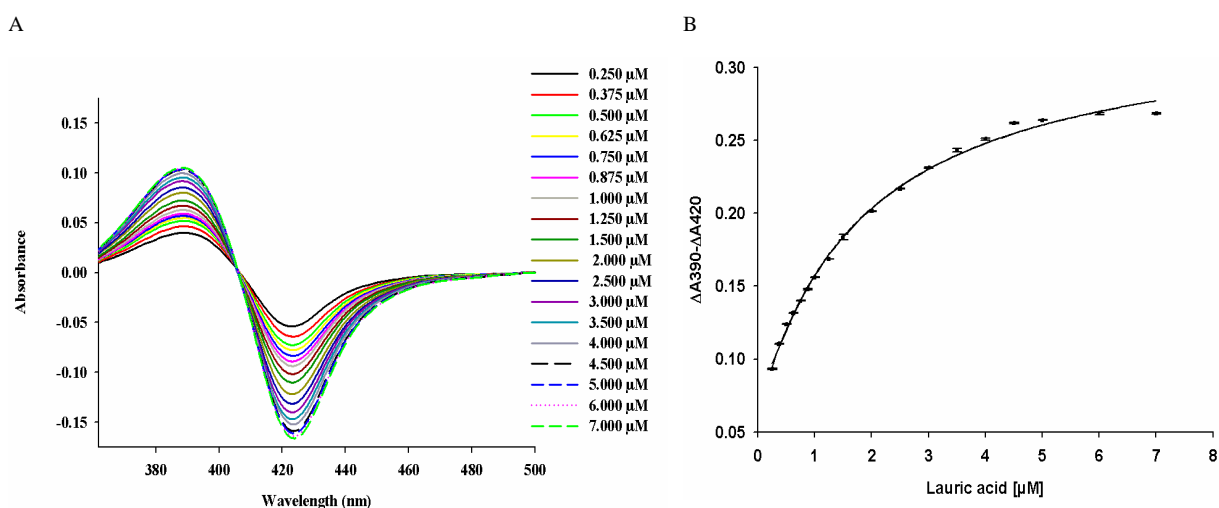 A
B
0.250 µM
0.375 µM
0.500 µM
0.625 µM
0.750 µM
0.875 µM
1.000 µM
1.250 µM
1.500 µM
2.000 µM
2.500 µM
3.000 µM
3.500 µM
4.000 µM
4.500 µM
5.000 µM
6.000 µM
7.000 µM
Absorbance
0.15
0.10
0.05
0.00
-0.05
-0.10
-0.15
380 400 420 440 460 480 500
Wavelength (nm)
ΔA390-ΔA420
0.30
0.25
0.20
0.15
0.10
0.05
0 1 2 3 4 5 6 7 8
Lauric acid [µM]